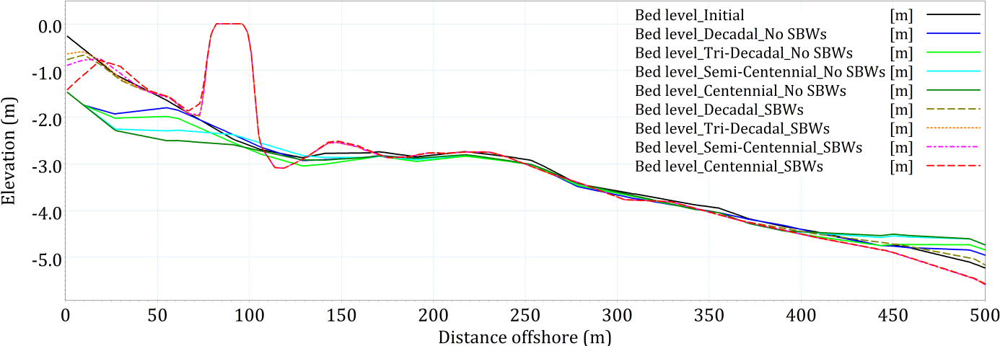 Elevation (m)
0.0
-1.0
-2.0
-3.0
-4.0
-5.0
Bed level_Initial [m]
Bed level_Decadal_No SBWs [m]
Bed level_Tri-Decadal_No SBWs [m]
Bed level_Semi-Centennial_No SBWs [m]
Bed level_Centennial_No SBWs [m]
Bed level_Decadal_SBWs [m]
Bed level_Tri-Decadal_SBWs [m]
Bed level_Semi-Centennial_SBWs [m]
Bed level_Centennial_SBWs [m]
0 50 100 150 200 250 300 350 400 450 500
Distance offshore (m)